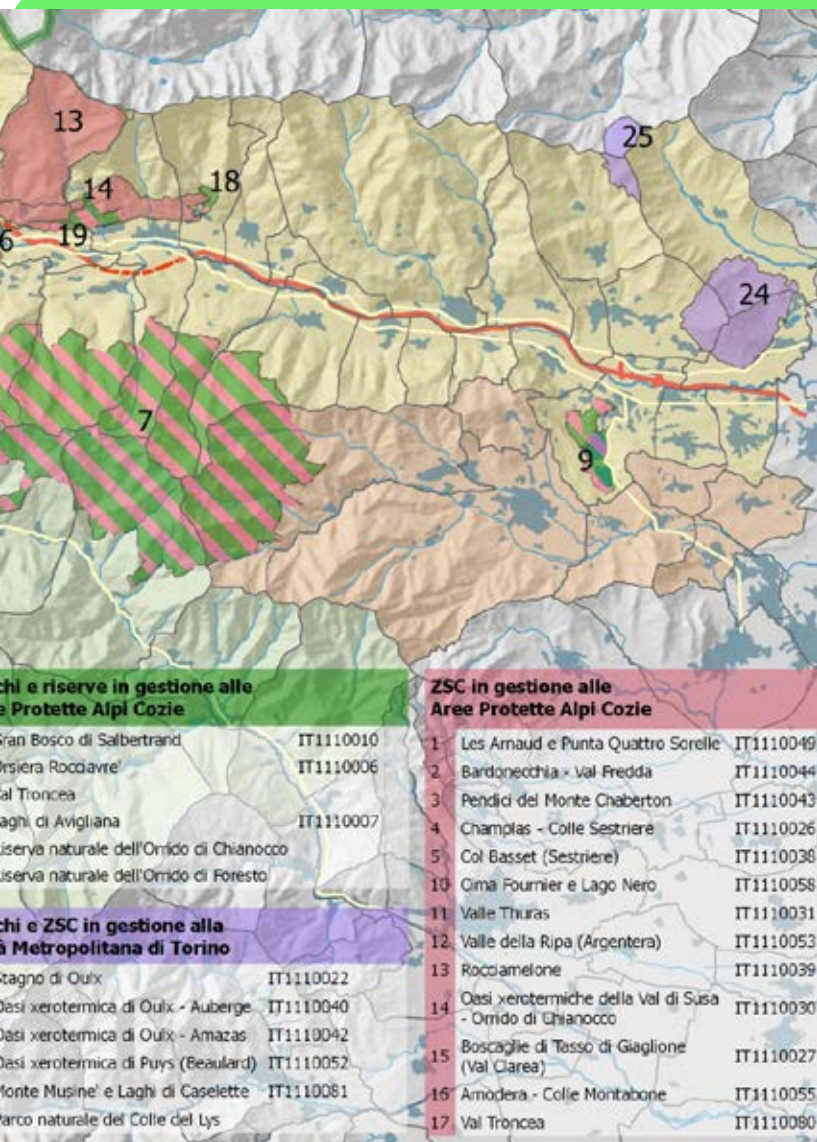 13
25
14
18
6
19
24
7
9
chi e riserve in gestione alle
e Protette Alpi Cozie
Gran Bosco di Salbertrand IT1110010
Orsiera Rocciavre' IT1110006
Val Troncea
Laghi di Avigliana IT1110007
Riserva naturale dell'Orrido di Chianocco
Riserva naturale dell'Orrido di Foresto
chi e ZSC in gestione alla
à Metropolitana di Torino
Stagno di Oulx IT1110022
Oasi xerotermica di Oulx - Auberge IT1110040
Oasi xerotermica di Oulx - Amazas IT1110042
Oasi xerotermica di Puys (Beaulard) IT1110052
Monte Musine' e Laghi di Caselette IT1110081
Parco naturale del Colle del Lys
ZSC in gestione alle
Aree Protette Alpi Cozie
1 Les Arnaud e Punta Quattro Sorelle IT1110049
2 Bardonecchia - Val Fredda IT1110044
3 Pendici del Monte Chaberton IT1110043
4 Champlas - Colle Sestriere IT1110026
5 Col Basset (Sestriere) IT1110038
10 Cima Fournier e Lago Nero IT1110058
11 Valle Thuras IT1110031
12 Valle della Ripa (Argentera) IT1110053
13 Rocciamelone IT1110039
14 Oasi xerotermiche della Val di Susa
- Orrido di Chianocco IT1110030
15 Boscaglie di Tasso di Giaglione
(Val Clarea) IT1110027
16 Arnodera - Colle Montabone IT1110055
17 Val Troncea IT1110080